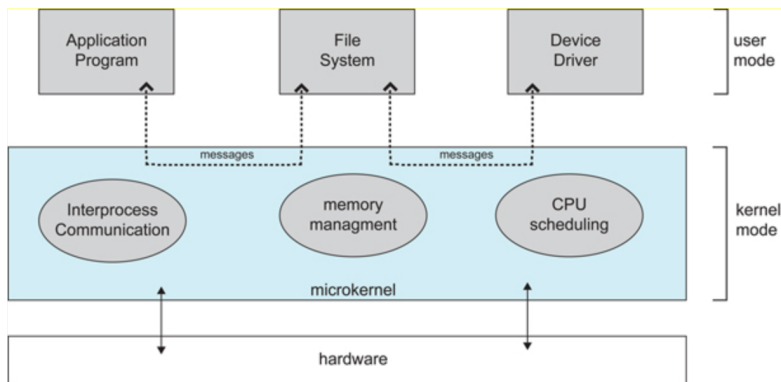 Application
Program
File
System
Device
Driver
user
mode
messages
messages
Interprocess
Communication
memory
managment
CPU
scheduling
kernel
mode
microkernel
hardware